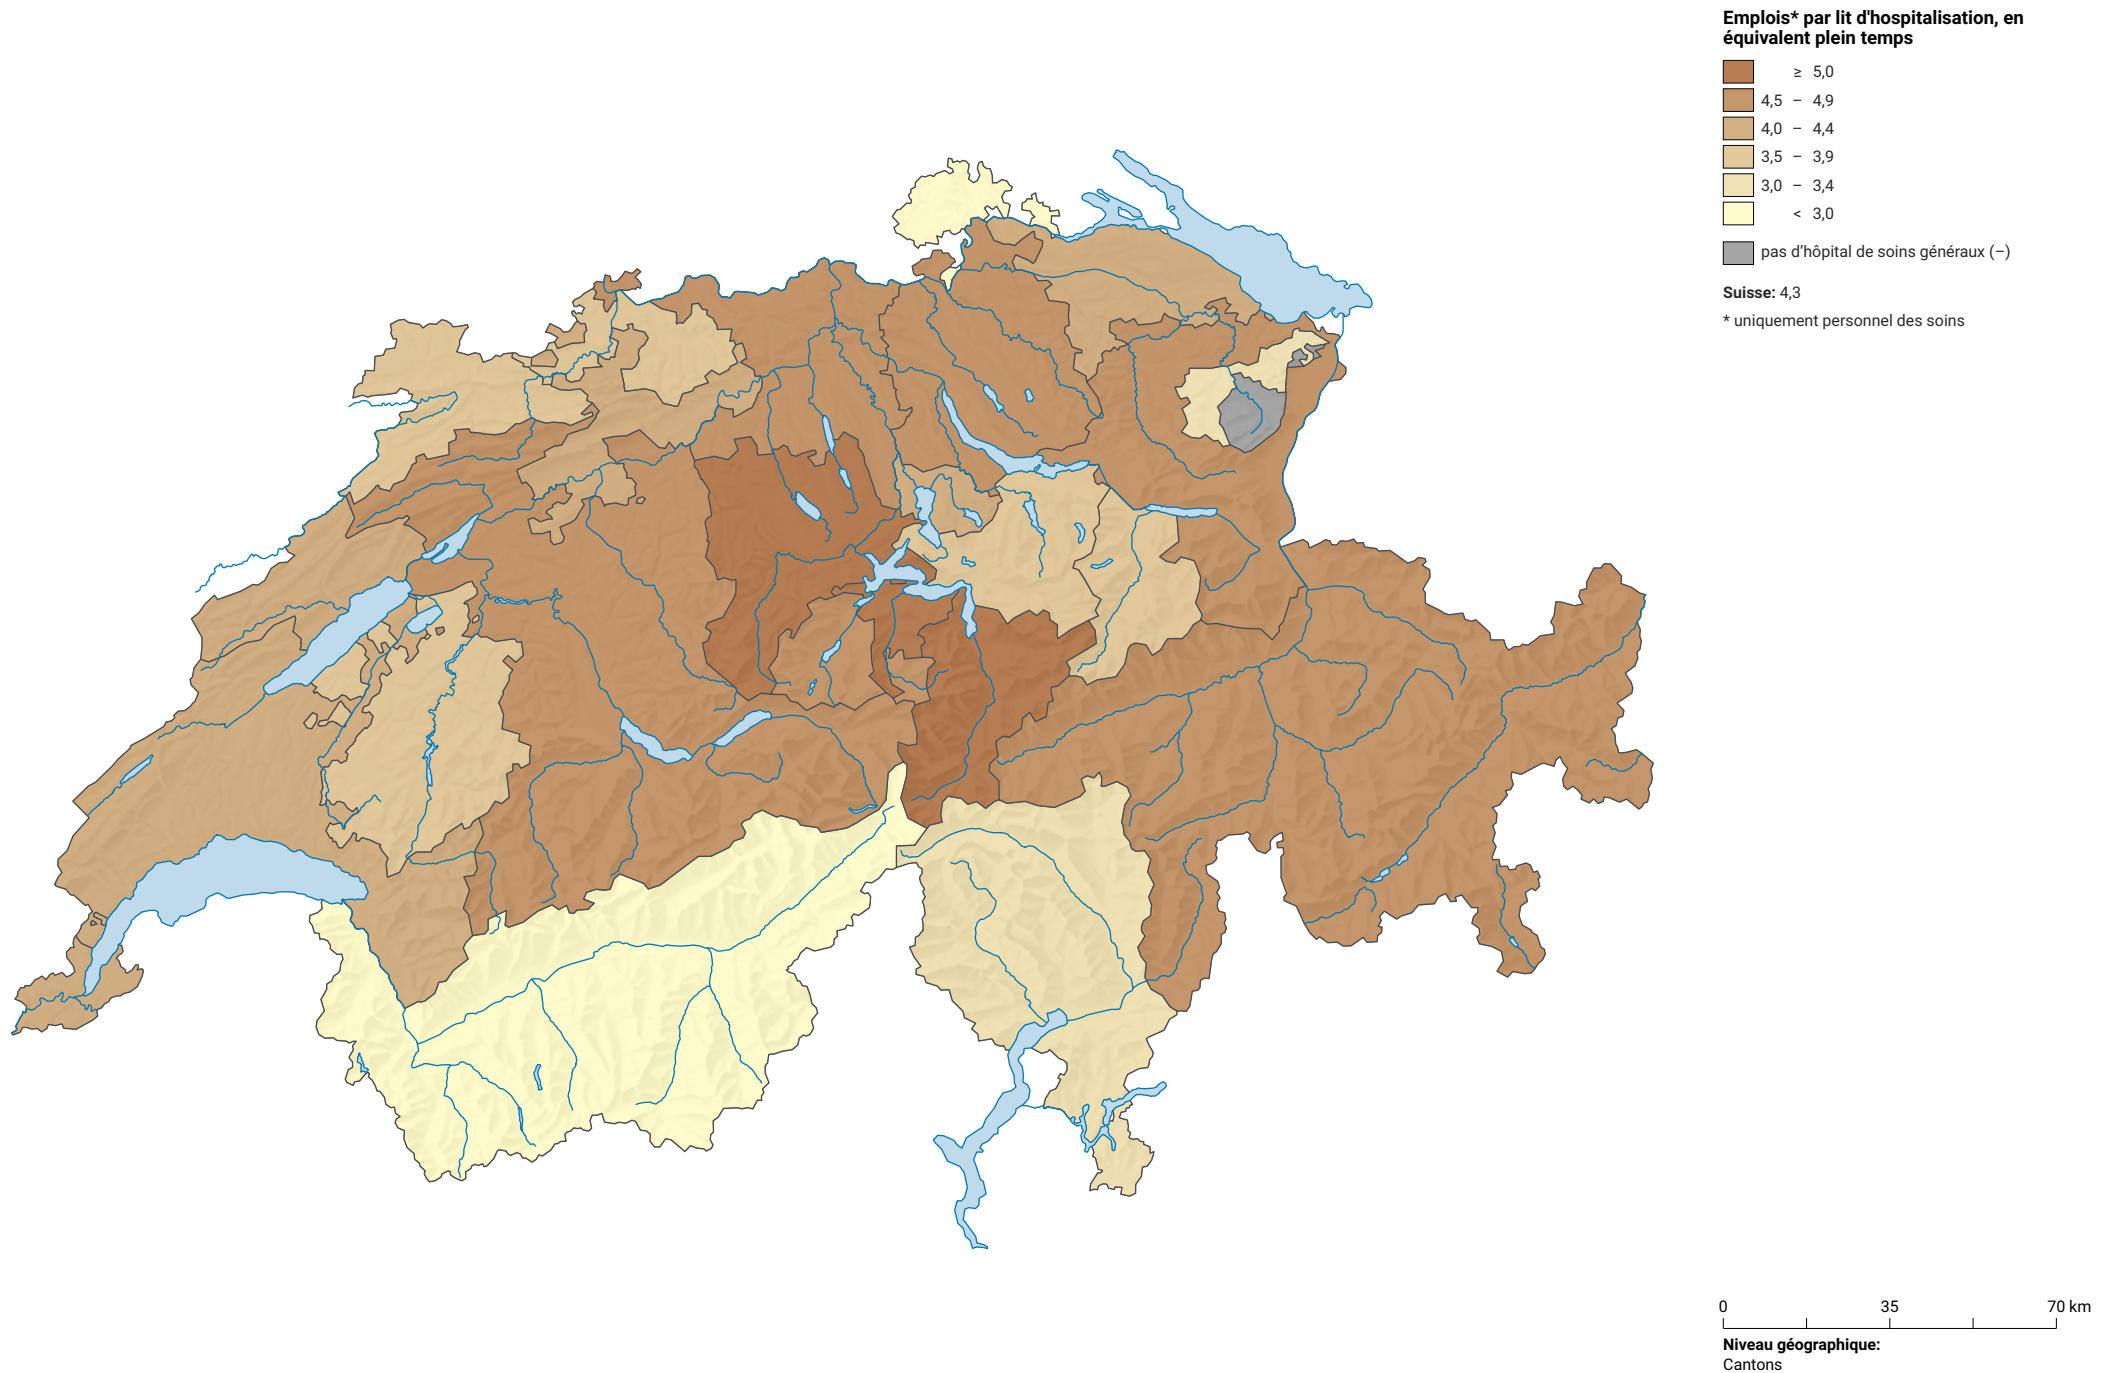 Emplois* par lit d'hospitalisation, en
équivalent plein temps
≥ 5,0
4,5 – 4,9
4,0 – 4,4
3,5 – 3,9
3,0 – 3,4
< 3,0
pas d’hôpital de soins généraux (–)
Suisse: 4,3
* uniquement personnel des soins
0 35 70 km
Niveau géographique:
Cantons